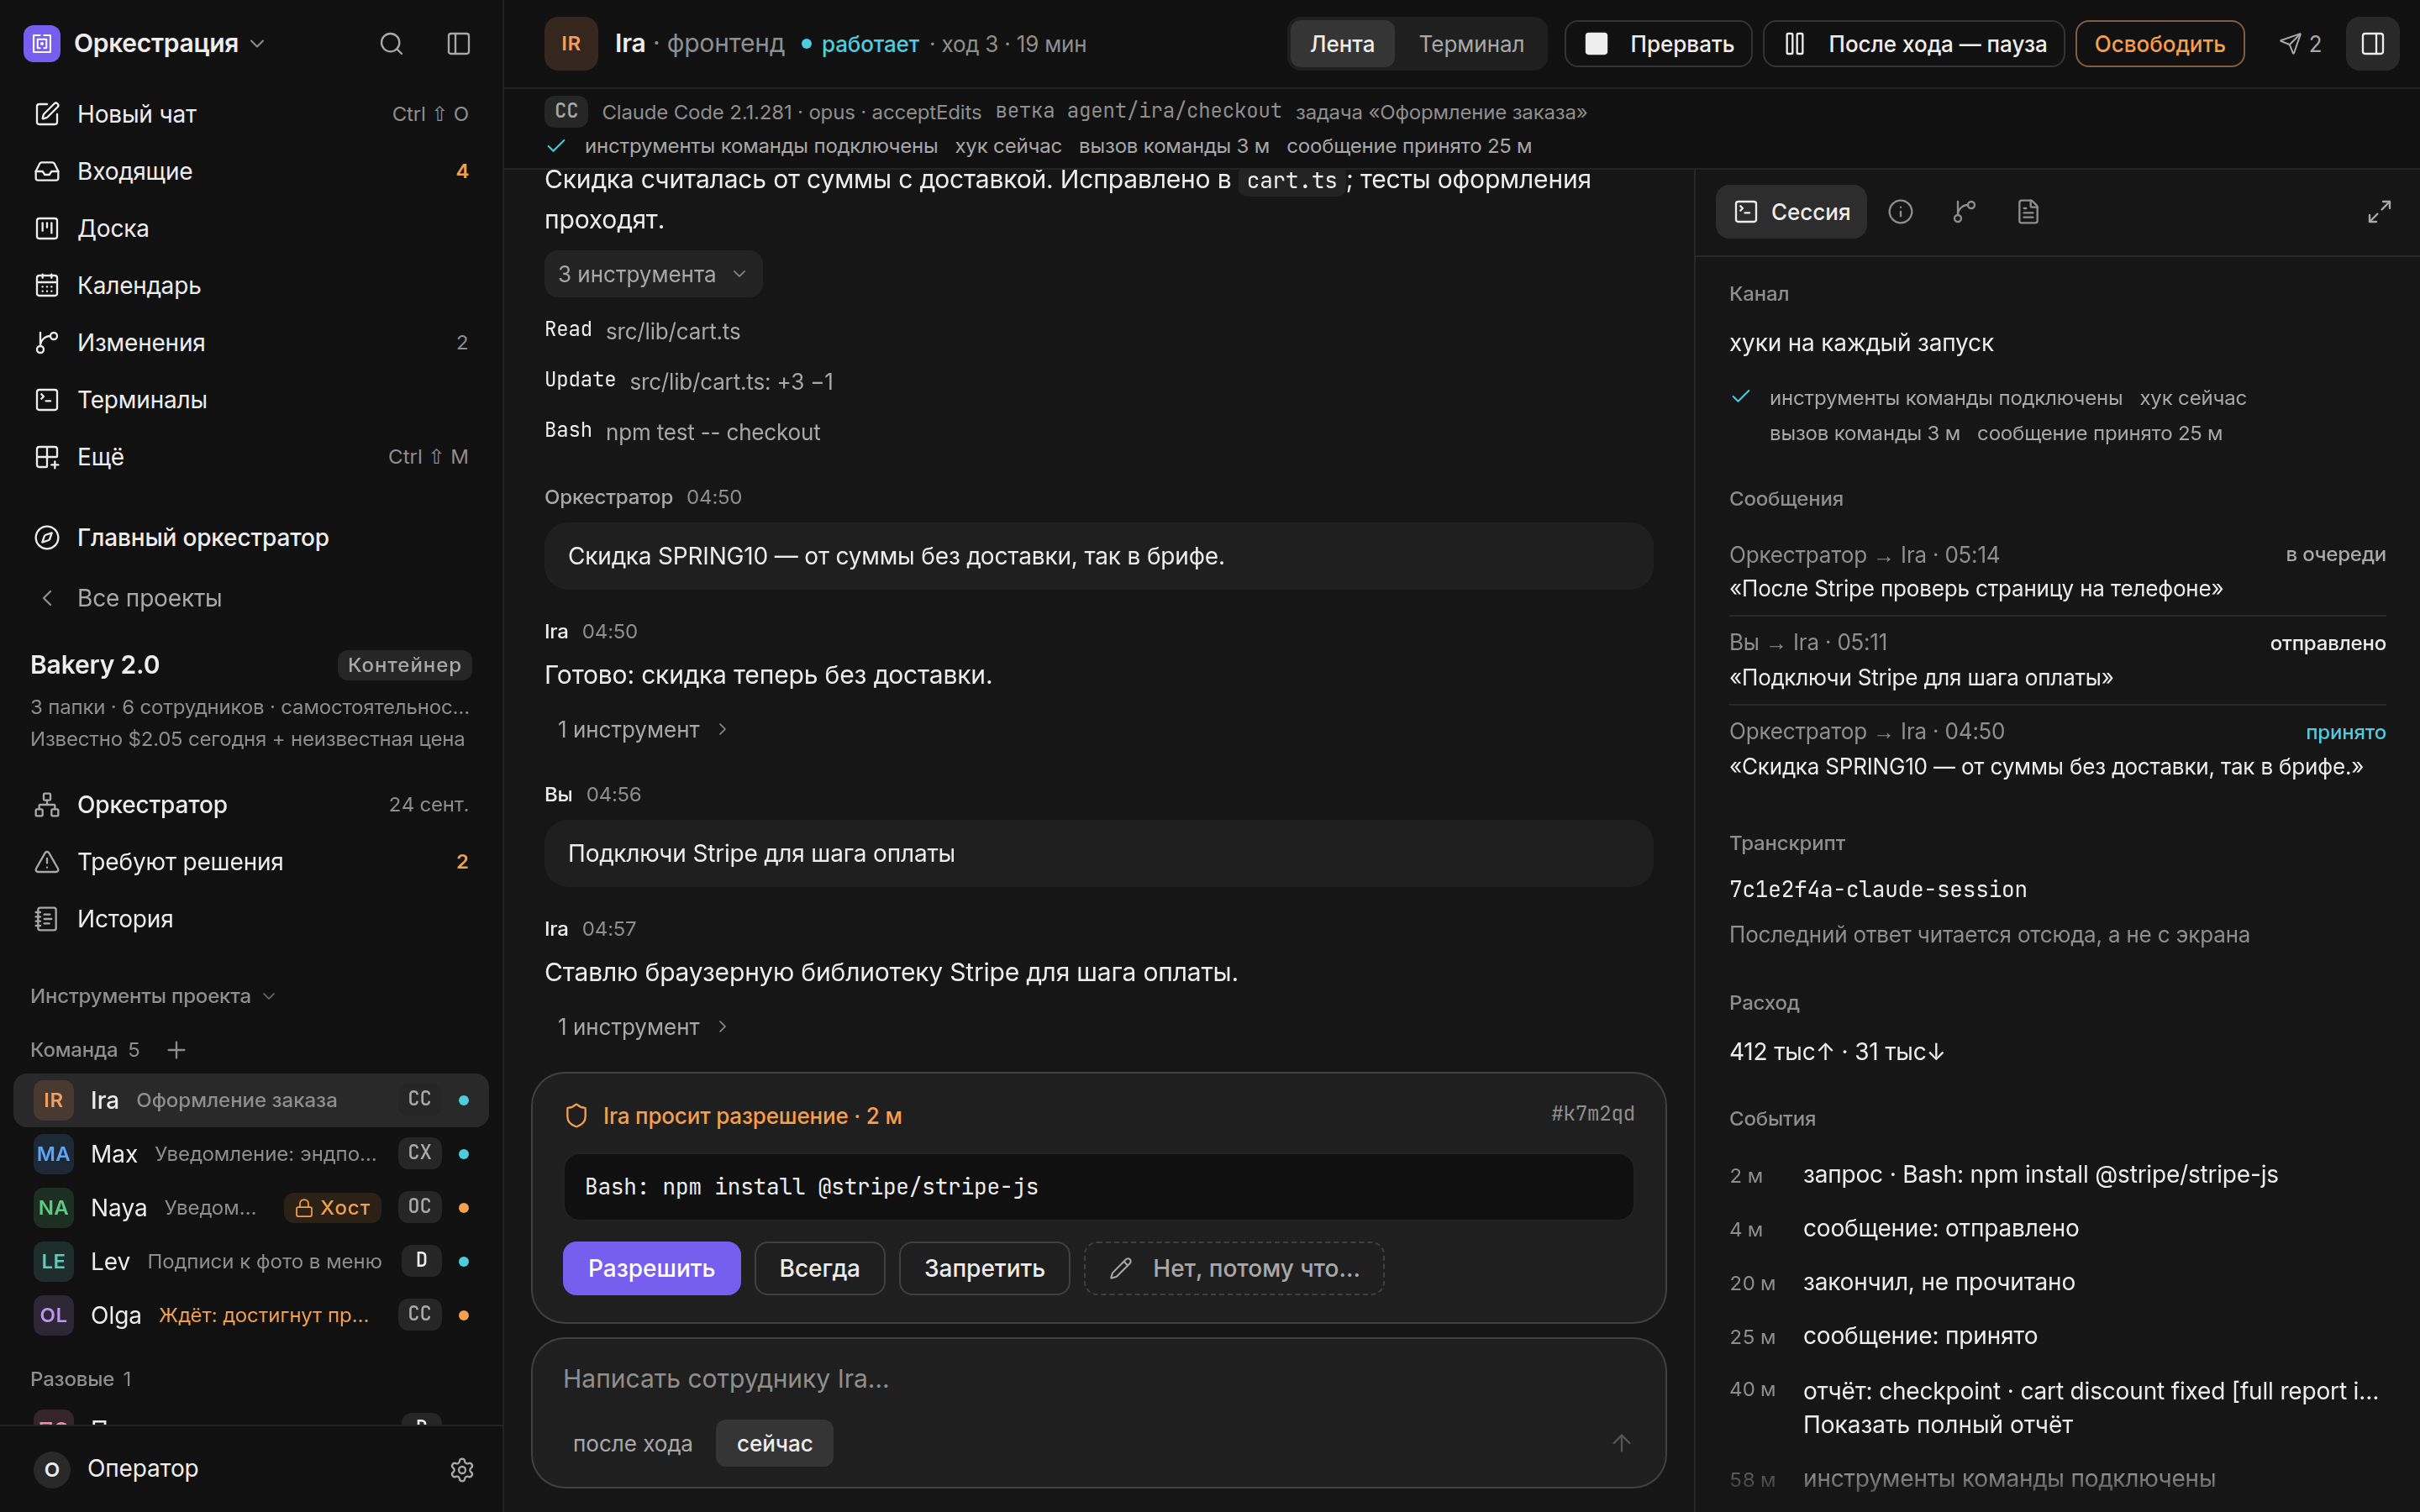 Оркестрация
Новый чат Ctrl ⇧ O
Входящие 4
Доска
Календарь
Изменения 2
Терминалы
Ещё Ctrl ⇧ M
Главный оркестратор
Все проекты
Bakery 2.0 Контейнер
3 папки · 6 сотрудников · самостоятельнос...
Известно $2.05 сегодня + неизвестная цена
Оркестратор 24 сент.
Требуют решения 2
История
Инструменты проекта
Команда 5
IR Ira Оформление заказа CC
MA Max Уведомление: эндпо... CX
NA Naya Уведом... Хост OC
LE Lev Подписи к фото в меню D
OL Olga Ждёт: достигнут пр... CC
Разовые 1
O Оператор
IR Ira · фронтенд работает · ход 3 · 19 мин
Лента Терминал Прервать После хода — пауза Освободить 2
CC Claude Code 2.1.281 · opus · acceptEdits ветка agent/ira/checkout задача «Оформление заказа»
инструменты команды подключены хук сейчас вызов команды 3 м сообщение принято 25 м
Скидка считалась от суммы с доставкой. Исправлено в cart.ts; тесты оформления
проходят.
3 инструмента
Read src/lib/cart.ts
Update src/lib/cart.ts: +3 −1
Bash npm test -- checkout
Оркестратор 04:50
Скидка SPRING10 — от суммы без доставки, так в брифе.
Ira 04:50
Готово: скидка теперь без доставки.
1 инструмент
Вы 04:56
Подключи Stripe для шага оплаты
Ira 04:57
Ставлю браузерную библиотеку Stripe для шага оплаты.
1 инструмент
Ira просит разрешение · 2 м #k7m2qd
Bash: npm install @stripe/stripe-js
Разрешить Всегда Запретить Нет, потому что...
Написать сотруднику Ira...
после хода сейчас
Сессия
Канал
хуки на каждый запуск
инструменты команды подключены хук сейчас
вызов команды 3 м сообщение принято 25 м
Сообщения
Оркестратор → Ira · 05:14 в очереди
«После Stripe проверь страницу на телефоне»
Вы → Ira · 05:11 отправлено
«Подключи Stripe для шага оплаты»
Оркестратор → Ira · 04:50 принято
«Скидка SPRING10 — от суммы без доставки, так в брифе.»
Транскрипт
7c1e2f4a-claude-session
Последний ответ читается отсюда, а не с экрана
Расход
412 тыс↑ · 31 тыс↓
События
2 м запрос · Bash: npm install @stripe/stripe-js
4 м сообщение: отправлено
20 м закончил, не прочитано
25 м сообщение: принято
40 м отчёт: checkpoint · cart discount fixed [full report i...
Показать полный отчёт
58 м инструменты команды подключены